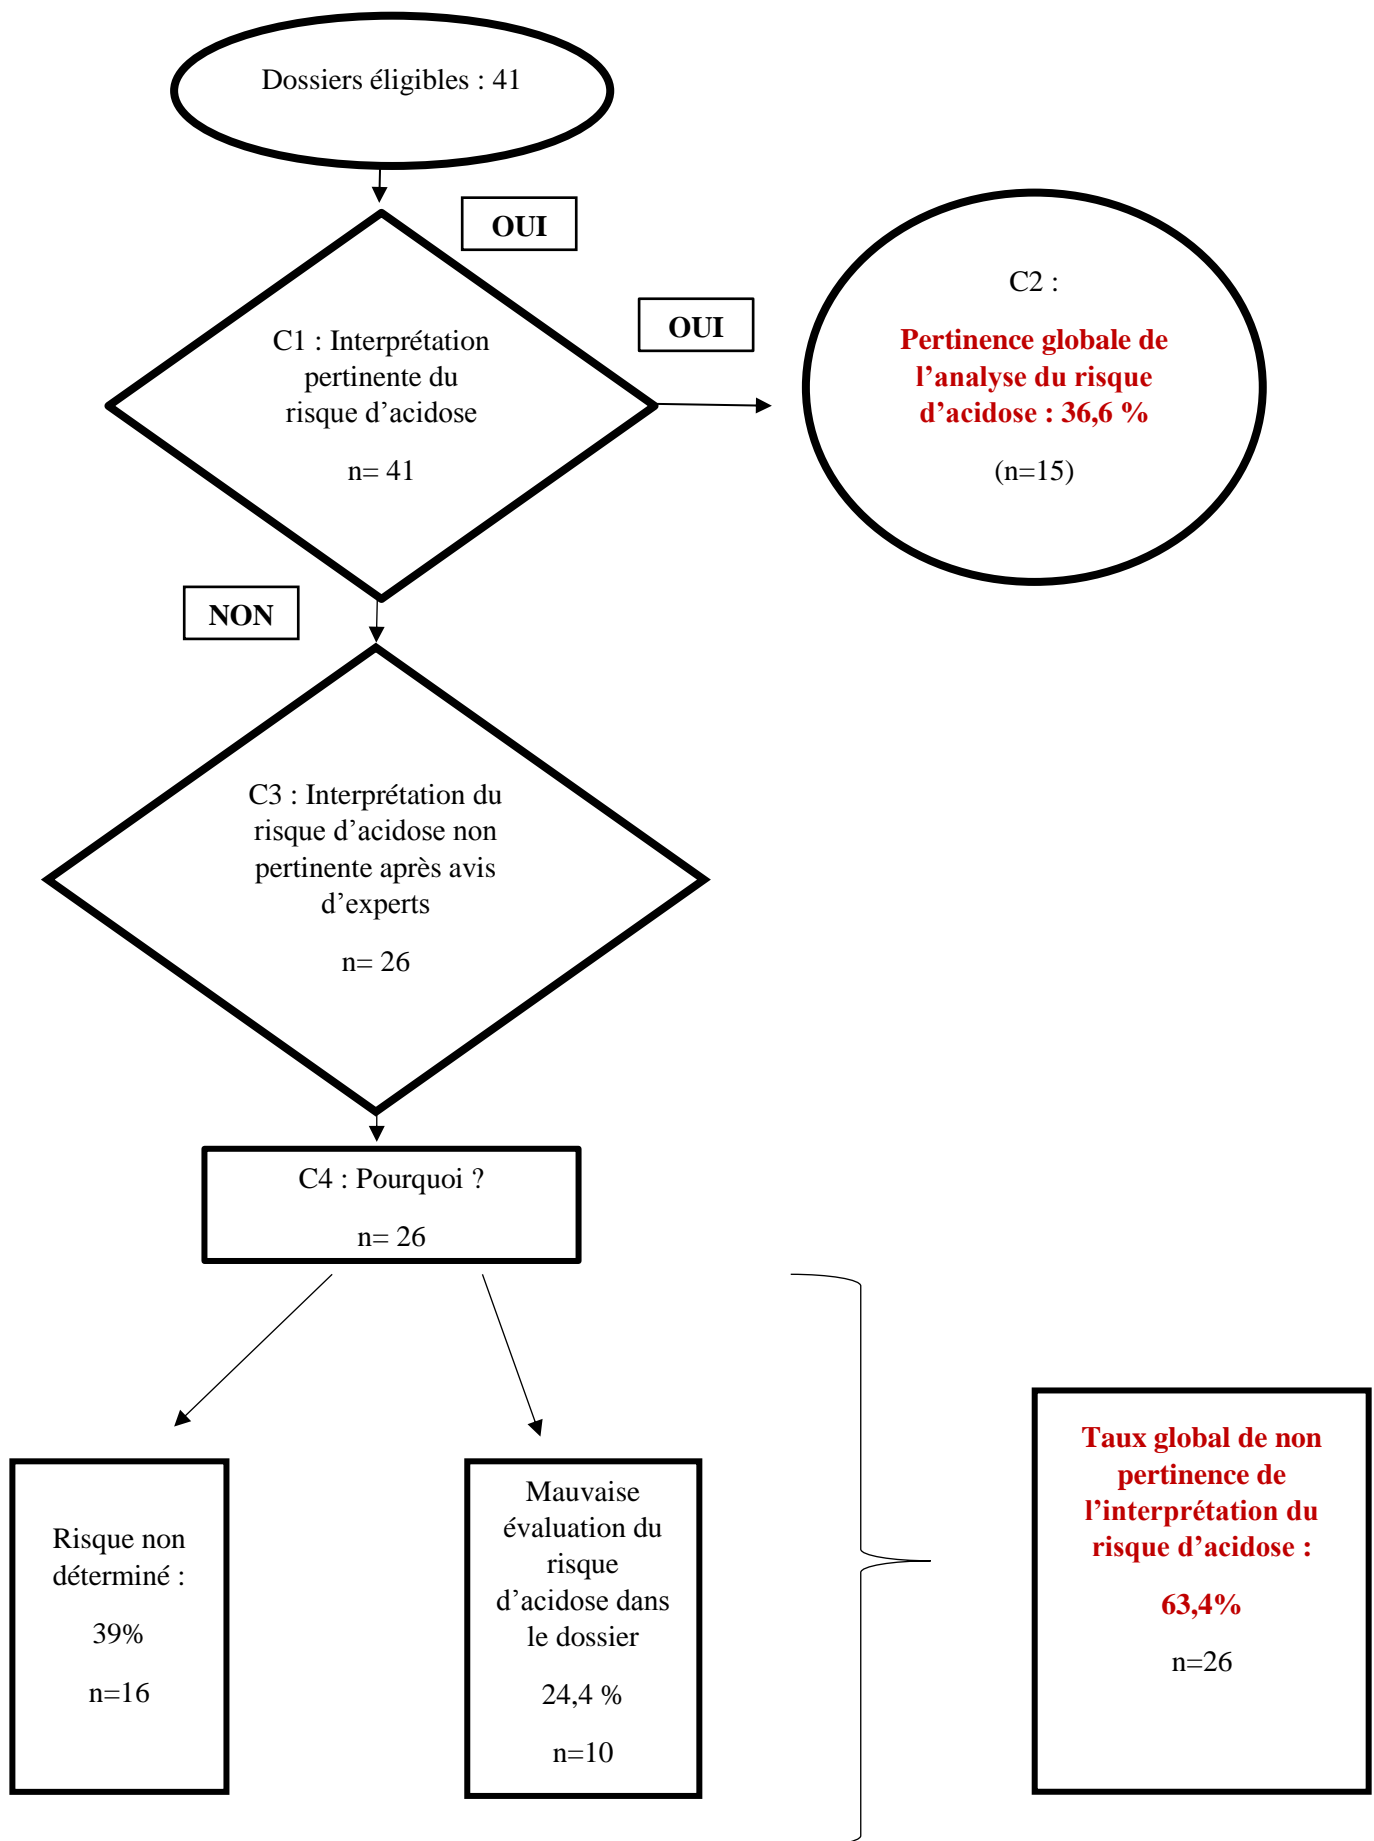 Dossiers éligibles : 41
OUI
C1 : Interprétation
pertinente du
risque d’acidose
n= 41
OUI
C2 :
Pertinence globale de
l’analyse du risque
d’acidose : 36,6 %
(n=15)
NON
C3 : Interprétation du
risque d’acidose non
pertinente après avis
d’experts
n= 26
C4 : Pourquoi ?
n= 26
Risque non
déterminé :
39%
n=16
Mauvaise
évaluation du
risque
d’acidose dans
le dossier
24,4 %
n=10
Taux global de non
pertinence de
l’interprétation du
risque d’acidose :
63,4%
n=26